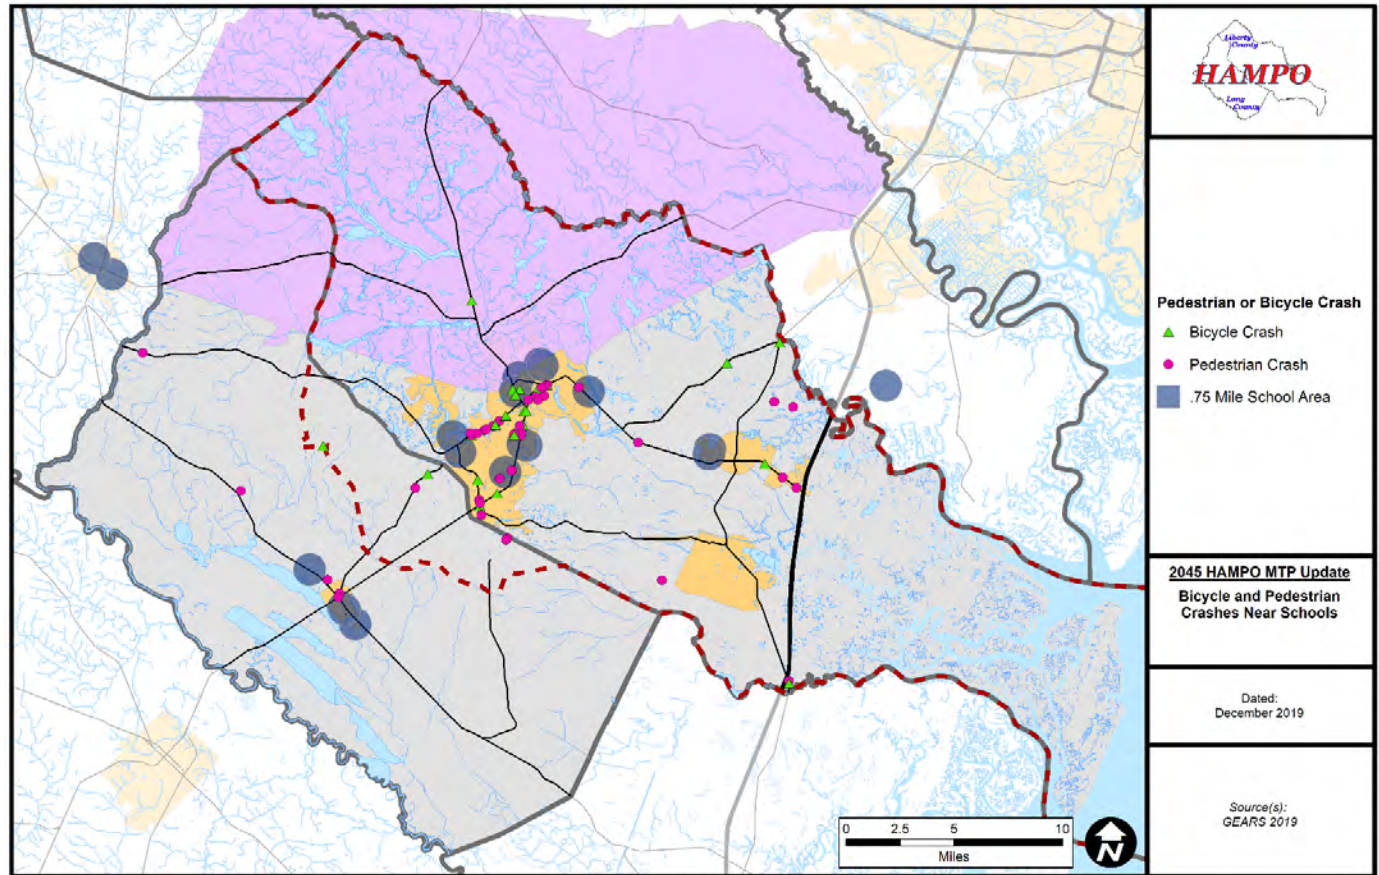 Liberty
County
HAMPO
Long
County
Pedestrian or Bicycle Crash
Bicycle Crash
Pedestrian Crash
.75 Mile School Area
2045 HAMPO MTP Update
Bicycle and Pedestrian
Crashes Near Schools
Dated:
December 2019
Source(s):
GEARS 2019
0 2.5 5 10
Miles
N